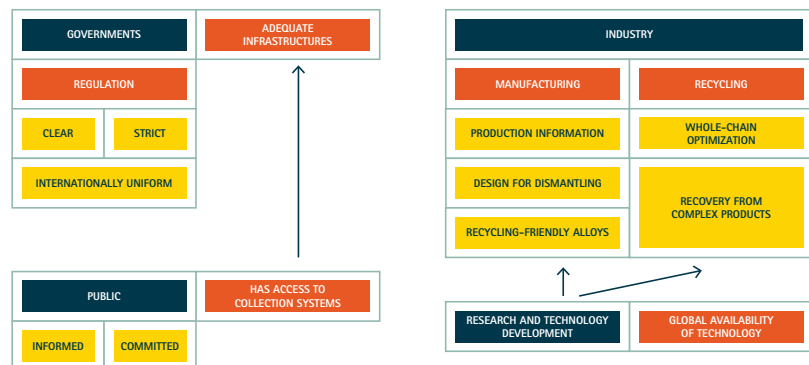 GOVERNMENTS
ADEQUATE
INFRASTRUCTURES
REGULATION
CLEAR
STRICT
INTERNATIONALLY UNIFORM
PUBLIC
HAS ACCESS TO
COLLECTION SYSTEMS
INFORMED
COMMITTED
INDUSTRY
MANUFACTURING
RECYCLING
PRODUCTION INFORMATION
WHOLE-CHAIN
OPTIMIZATION
DESIGN FOR DISMANTLING
RECOVERY FROM
COMPLEX PRODUCTS
RECYCLING-FRIENDLY ALLOYS
RESEARCH AND TECHNOLOGY
DEVELOPMENT
GLOBAL AVAILABILITY
OF TECHNOLOGY